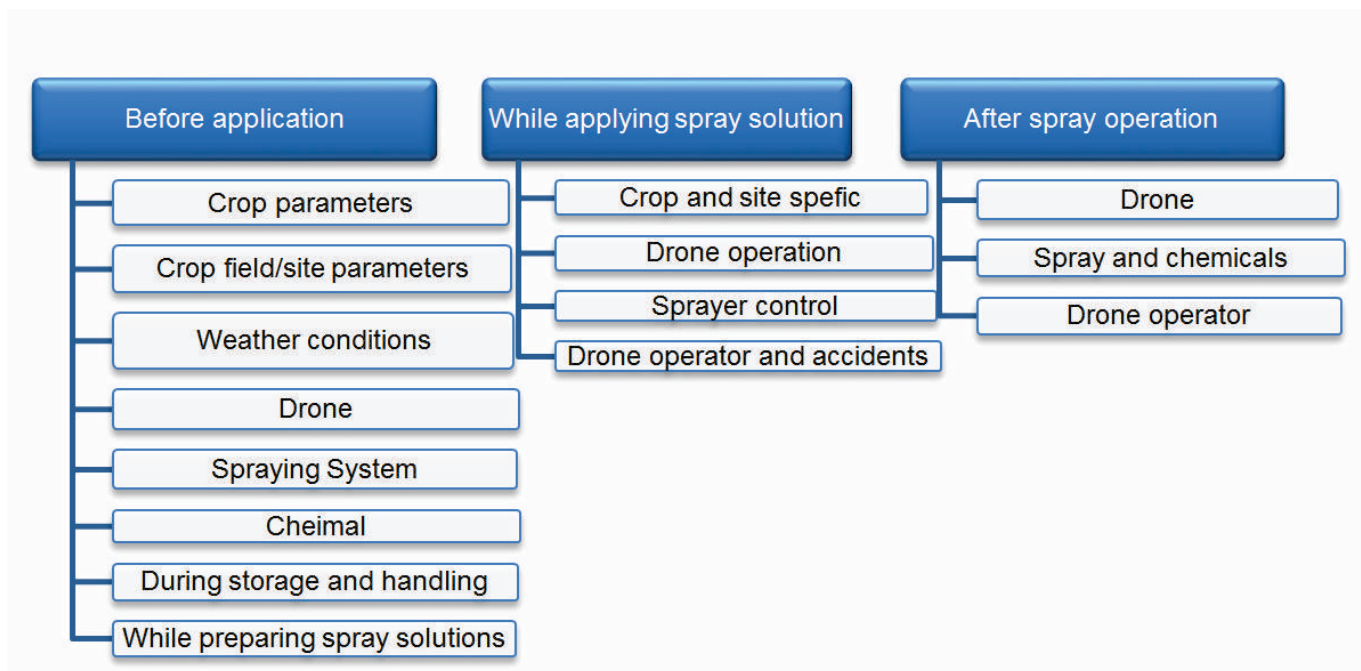 Before application
Crop parameters
Crop field/site parameters
Weather conditions
Drone
Spraying System
Cheimal
During storage and handling
While preparing spray solutions
While applying spray solution
Crop and site spefic
Drone operation
Sprayer control
Drone operator and accidents
After spray operation
Drone
Spray and chemicals
Drone operator